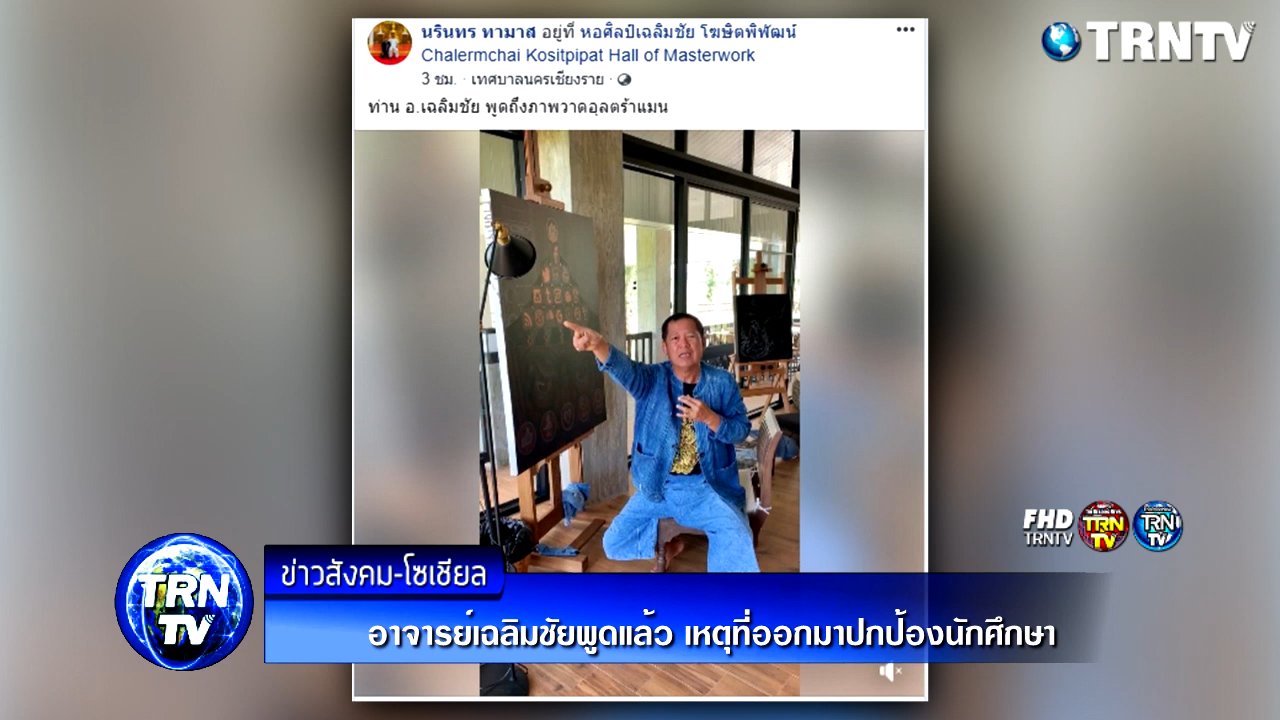 นรินทร ทามาส อยู่ที่ หอศิลป์เฉลิมชัย โฆษิตพิพัฒน์
Chalermchai Kositpipat Hall of Masterwork
3 ชม. · เทศบาลนครเชียงราย ·
ท่าน อ.เฉลิมชัย พูดถึงภาพวาดอุลตร้าแมน
TRNTV
FHD
TRNTV
TRN
TV
TRN
TV
TRN
TV
ข่าวสังคม-โซเชียล
อาจารย์เฉลิมชัยพูดแล้ว เหตุที่ออกมาปกป้องนักศึกษา